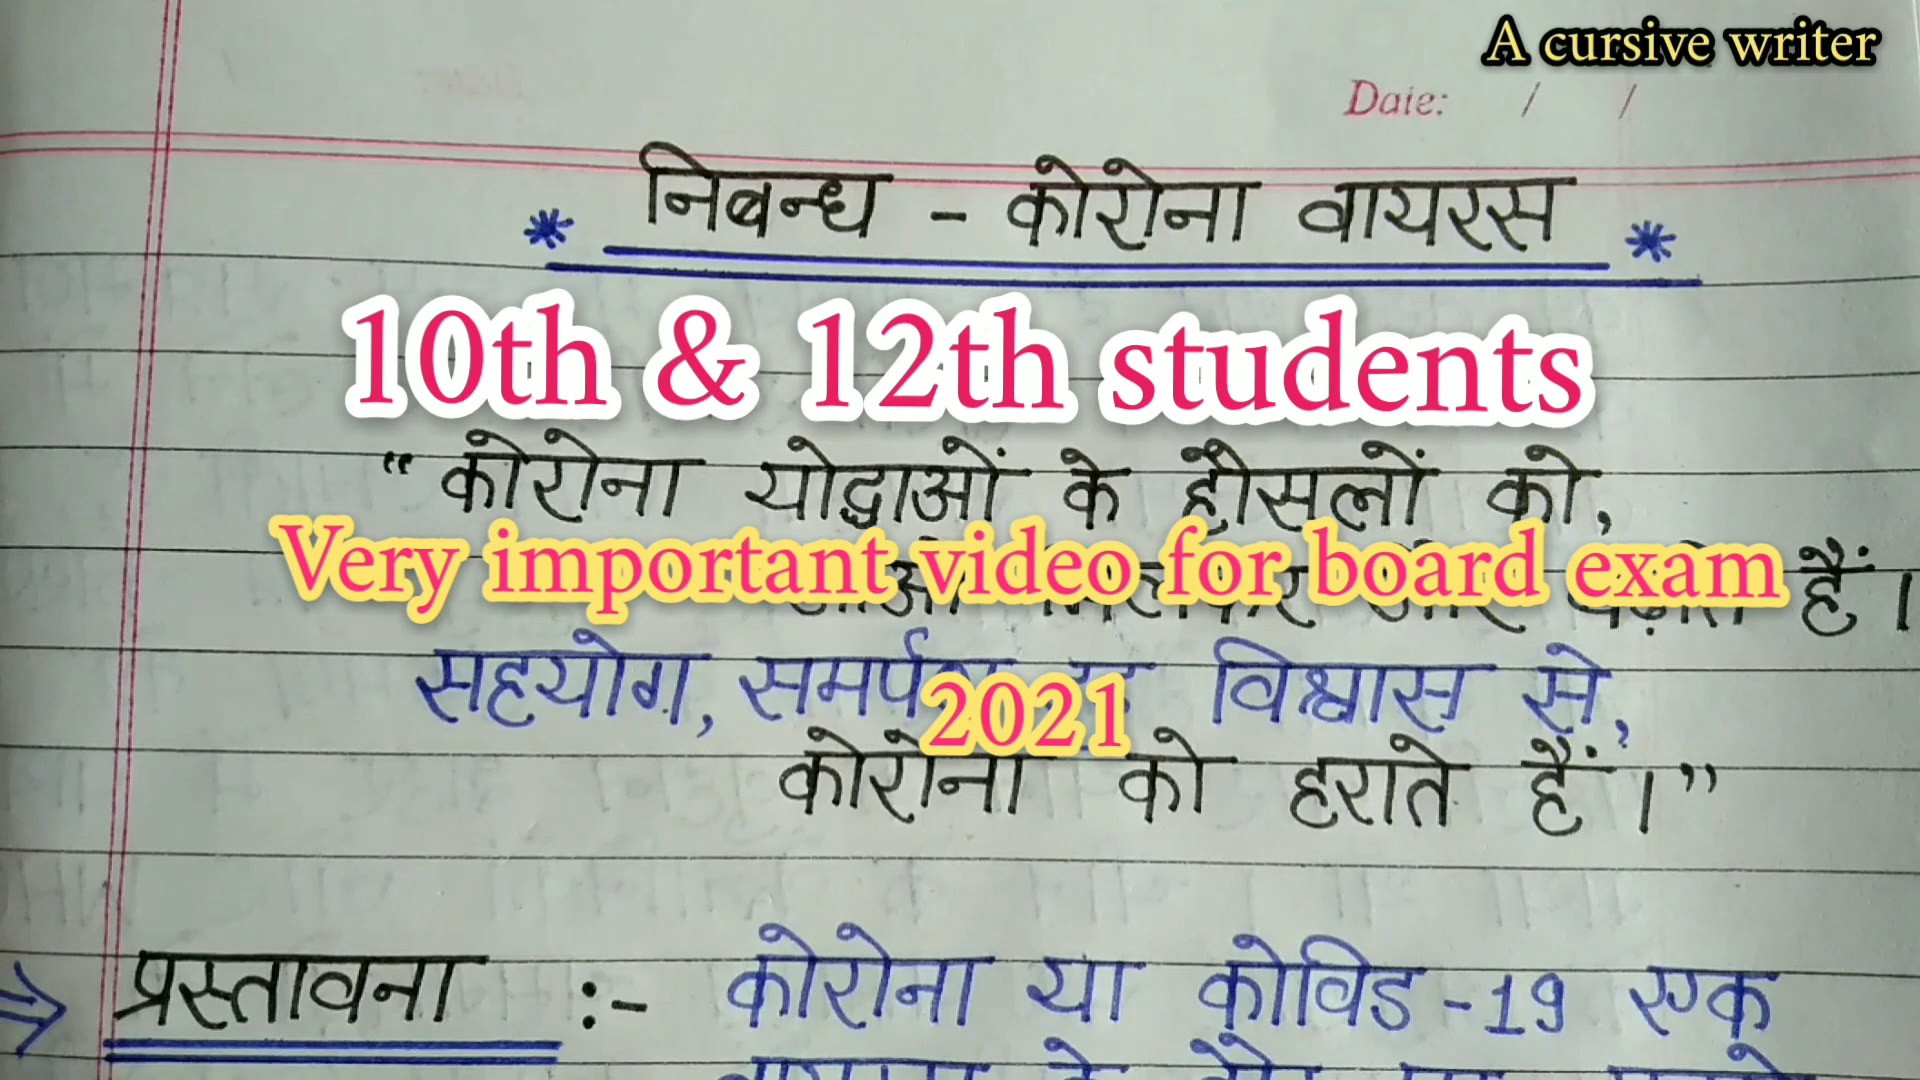 A cursive writer
Date: / /
* निबन्ध - कोरोना वायरस *
10th & 12th students
“कोरोना योद्धाओं के हौसलों को,
Very important video for board exam
हैं।
सहयोग, विश्वास से,
2021
कोरोना को हराते हैं।”
⇒ प्रस्तावना :- कोरोना या कोविड-19 एक